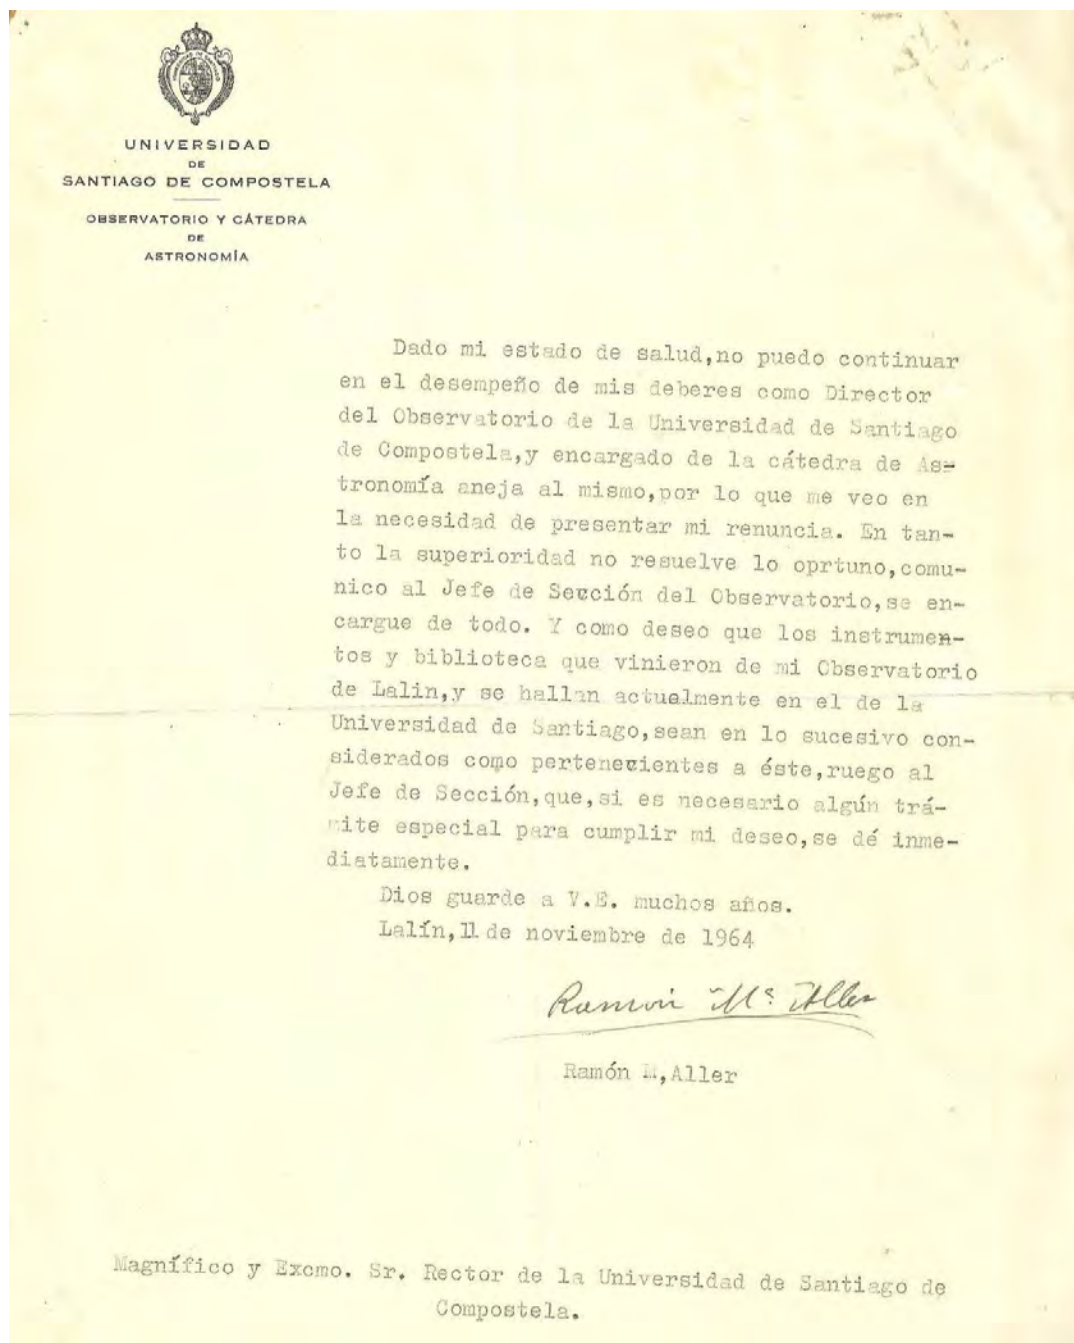 UNIVERSIDAD
DE
SANTIAGO DE COMPOSTELA
OBSERVATORIO Y CÁTEDRA
DE
ASTRONOMÍA
Dado mi estado de salud,no puedo continuar
en el desempeño de mis deberes como Director
del Observatorio de la Universidad de Santiago
de Compostela,y encargado de la cátedra de As-
tronomía aneja al mismo,por lo que me veo en
la necesidad de presentar mi renuncia. En tan-
to la superioridad no resuelve lo oprtuno,comu-
nico al Jefe de Sección del Observatorio,se en-
cargue de todo. Y como deseo que los instrumen-
tos y biblioteca que vinieron de mi Observatorio
de Lalin,y se hallan actualmente en el de la
Universidad de Santiago,sean en lo sucesivo con-
siderados como pertenecientes a éste,ruego al
Jefe de Sección,que,si es necesario algún trá-
mite especial para cumplir mi deseo,se dé inme-
diatamente.
Dios guarde a V.E. muchos años.
Lalín,11 de noviembre de 1964
Ramón Mª Aller
Ramón M,Aller
Magnífico y Excmo. Sr. Rector de la Universidad de Santiago de
Compostela.